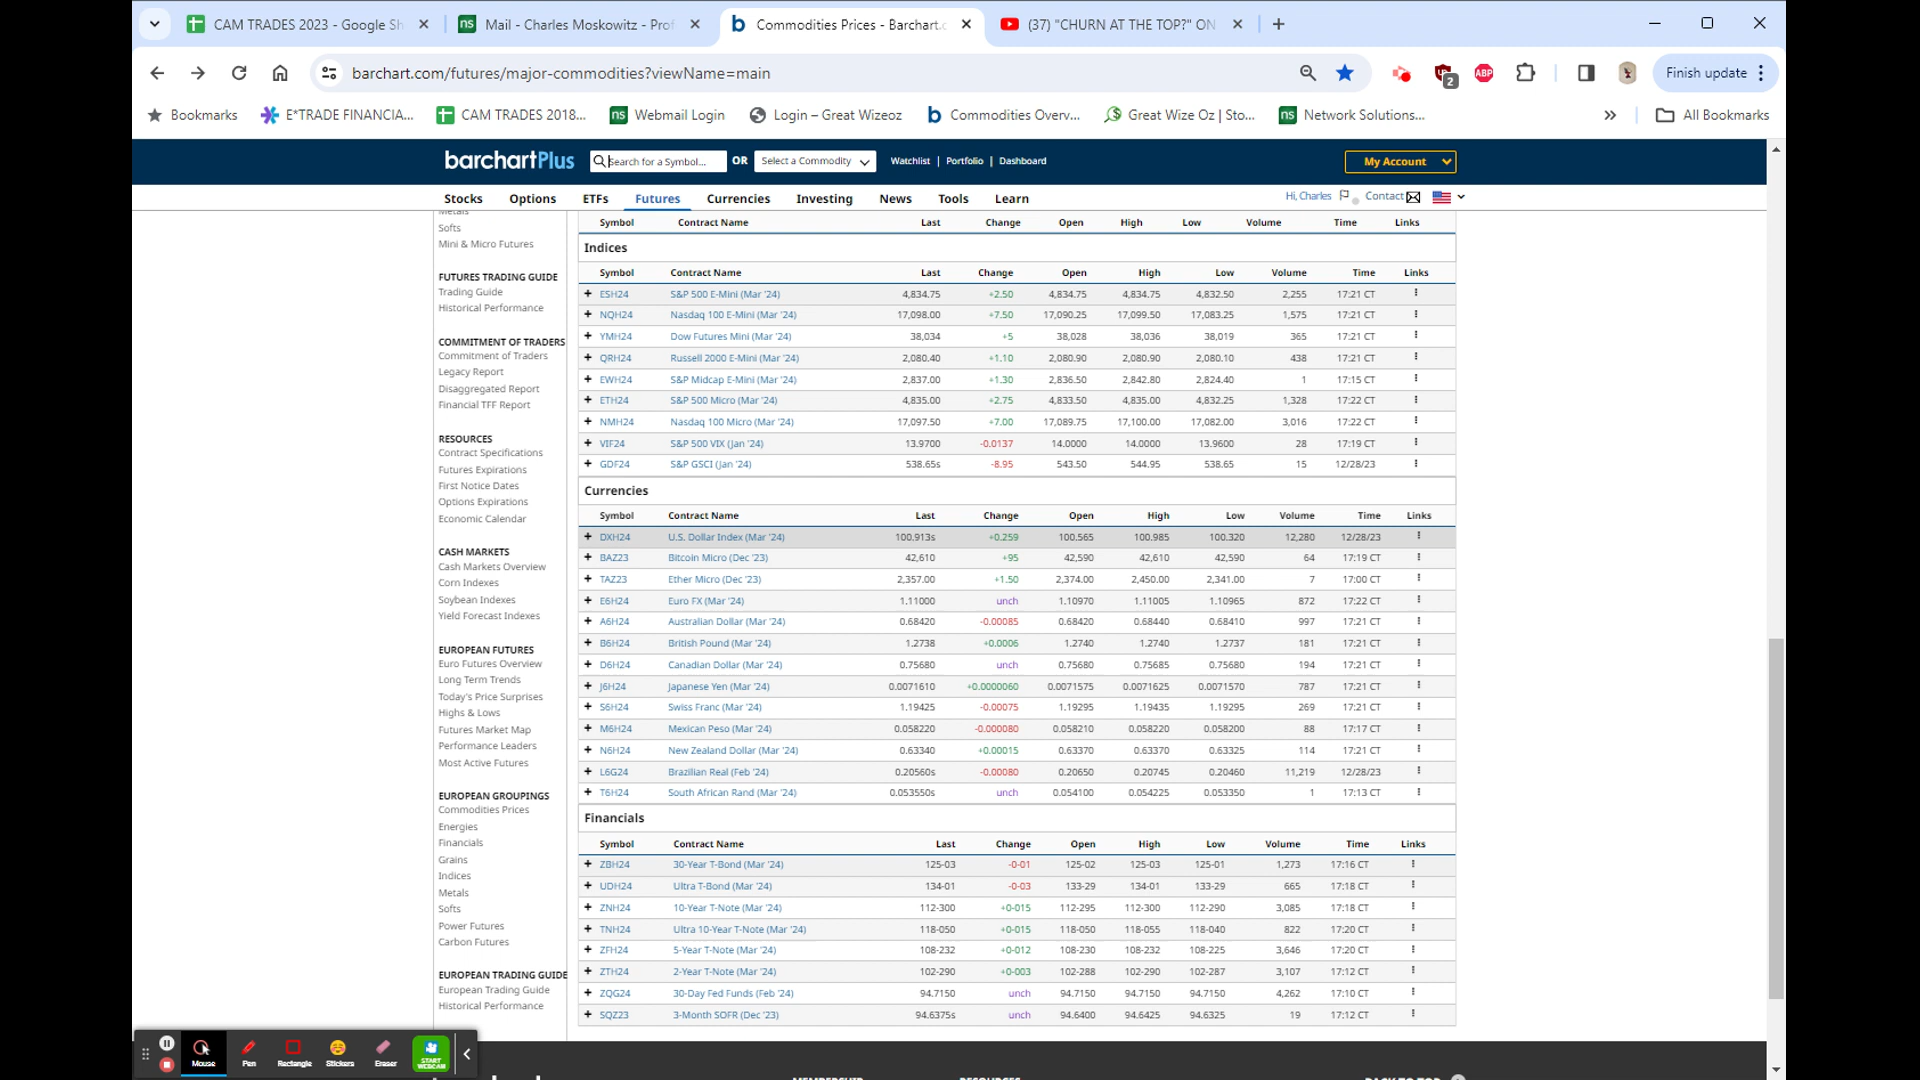 CAM TRADES 2023 - Google Sh
Mail - Charles Moskowitz - Prof
Commodities Prices - Barchart.c
(37) "CHURN AT THE TOP?" ON
barchart.com/futures/major-commodities?viewName=main
2
ABP
Finish update
Bookmarks
E*TRADE FINANCIA...
CAM TRADES 2018...
Webmail Login
Login – Great Wizeoz
Commodities Overv...
Great Wize Oz | Sto...
Network Solutions...
All Bookmarks
barchartPlus
Search for a Symbol...
OR
Select a Commodity
Watchlist | Portfolio | Dashboard
My Account
Stocks Options ETFs Futures Currencies Investing News Tools Learn
Hi, Charles
Contact
Metals
Softs
Mini & Micro Futures
FUTURES TRADING GUIDE
Trading Guide
Historical Performance
COMMITMENT OF TRADERS
Commitment of Traders
Legacy Report
Disaggregated Report
Financial TFF Report
RESOURCES
Contract Specifications
Futures Expirations
First Notice Dates
Options Expirations
Economic Calendar
CASH MARKETS
Cash Markets Overview
Corn Indexes
Soybean Indexes
Yield Forecast Indexes
EUROPEAN FUTURES
Euro Futures Overview
Long Term Trends
Today's Price Surprises
Highs & Lows
Futures Market Map
Performance Leaders
Most Active Futures
EUROPEAN GROUPINGS
Commodities Prices
Energies
Financials
Grains
Indices
Metals
Softs
Power Futures
Carbon Futures
EUROPEAN TRADING GUIDE
European Trading Guide
Historical Performance
Symbol Contract Name Last Change Open High Low Volume Time Links
Indices
Symbol Contract Name Last Change Open High Low Volume Time Links
+ ESH24 S&P 500 E-Mini (Mar '24) 4,834.75 +2.50 4,834.75 4,834.75 4,832.50 2,255 17:21 CT
+ NQH24 Nasdaq 100 E-Mini (Mar '24) 17,098.00 +7.50 17,090.25 17,099.50 17,083.25 1,575 17:21 CT
+ YMH24 Dow Futures Mini (Mar '24) 38,034 +5 38,028 38,036 38,019 365 17:21 CT
+ QRH24 Russell 2000 E-Mini (Mar '24) 2,080.40 +1.10 2,080.90 2,080.90 2,080.10 438 17:21 CT
+ EWH24 S&P Midcap E-Mini (Mar '24) 2,837.00 +1.30 2,836.50 2,842.80 2,824.40 1 17:15 CT
+ ETH24 S&P 500 Micro (Mar '24) 4,835.00 +2.75 4,833.50 4,835.00 4,832.25 1,328 17:22 CT
+ NMH24 Nasdaq 100 Micro (Mar '24) 17,097.50 +7.00 17,089.75 17,100.00 17,082.00 3,016 17:22 CT
+ VIF24 S&P 500 VIX (Jan '24) 13.9700 -0.0137 14.0000 14.0000 13.9600 28 17:19 CT
+ GDF24 S&P GSCI (Jan '24) 538.65s -8.95 543.50 544.95 538.65 15 12/28/23
Currencies
Symbol Contract Name Last Change Open High Low Volume Time Links
+ DXH24 U.S. Dollar Index (Mar '24) 100.913s +0.259 100.565 100.985 100.320 12,280 12/28/23
+ BAZ23 Bitcoin Micro (Dec '23) 42,610 +95 42,590 42,610 42,590 64 17:19 CT
+ TAZ23 Ether Micro (Dec '23) 2,357.00 +1.50 2,374.00 2,450.00 2,341.00 7 17:00 CT
+ E6H24 Euro FX (Mar '24) 1.11000 unch 1.10970 1.11005 1.10965 872 17:22 CT
+ A6H24 Australian Dollar (Mar '24) 0.68420 -0.00085 0.68420 0.68440 0.68410 997 17:21 CT
+ B6H24 British Pound (Mar '24) 1.2738 +0.0006 1.2740 1.2740 1.2737 181 17:21 CT
+ D6H24 Canadian Dollar (Mar '24) 0.75680 unch 0.75680 0.75685 0.75680 194 17:21 CT
+ J6H24 Japanese Yen (Mar '24) 0.0071610 +0.0000060 0.0071575 0.0071625 0.0071570 787 17:21 CT
+ S6H24 Swiss Franc (Mar '24) 1.19425 -0.00075 1.19295 1.19435 1.19295 269 17:21 CT
+ M6H24 Mexican Peso (Mar '24) 0.058220 -0.000080 0.058210 0.058220 0.058200 88 17:17 CT
+ N6H24 New Zealand Dollar (Mar '24) 0.63340 +0.00015 0.63370 0.63370 0.63325 114 17:21 CT
+ L6G24 Brazilian Real (Feb '24) 0.20560s -0.00080 0.20650 0.20745 0.20460 11,219 12/28/23
+ T6H24 South African Rand (Mar '24) 0.053550s unch 0.054100 0.054225 0.053350 1 17:13 CT
Financials
Symbol Contract Name Last Change Open High Low Volume Time Links
+ ZBH24 30-Year T-Bond (Mar '24) 125-03 -0-01 125-02 125-03 125-01 1,273 17:16 CT
+ UDH24 Ultra T-Bond (Mar '24) 134-01 -0-03 133-29 134-01 133-29 665 17:18 CT
+ ZNH24 10-Year T-Note (Mar '24) 112-300 +0-015 112-295 112-300 112-290 3,085 17:18 CT
+ TNH24 Ultra 10-Year T-Note (Mar '24) 118-050 +0-015 118-050 118-055 118-040 822 17:20 CT
+ ZFH24 5-Year T-Note (Mar '24) 108-232 +0-012 108-230 108-232 108-225 3,646 17:20 CT
+ ZTH24 2-Year T-Note (Mar '24) 102-290 +0-003 102-288 102-290 102-287 3,107 17:12 CT
+ ZQG24 30-Day Fed Funds (Feb '24) 94.7150 unch 94.7150 94.7150 94.7150 4,262 17:10 CT
+ SQZ23 3-Month SOFR (Dec '23) 94.6375s unch 94.6400 94.6425 94.6325 19 17:12 CT
Mouse Pen Rectangle Stickers Eraser START WEBCAM
MEMBERSHIP RESOURCES BACK TO TOP